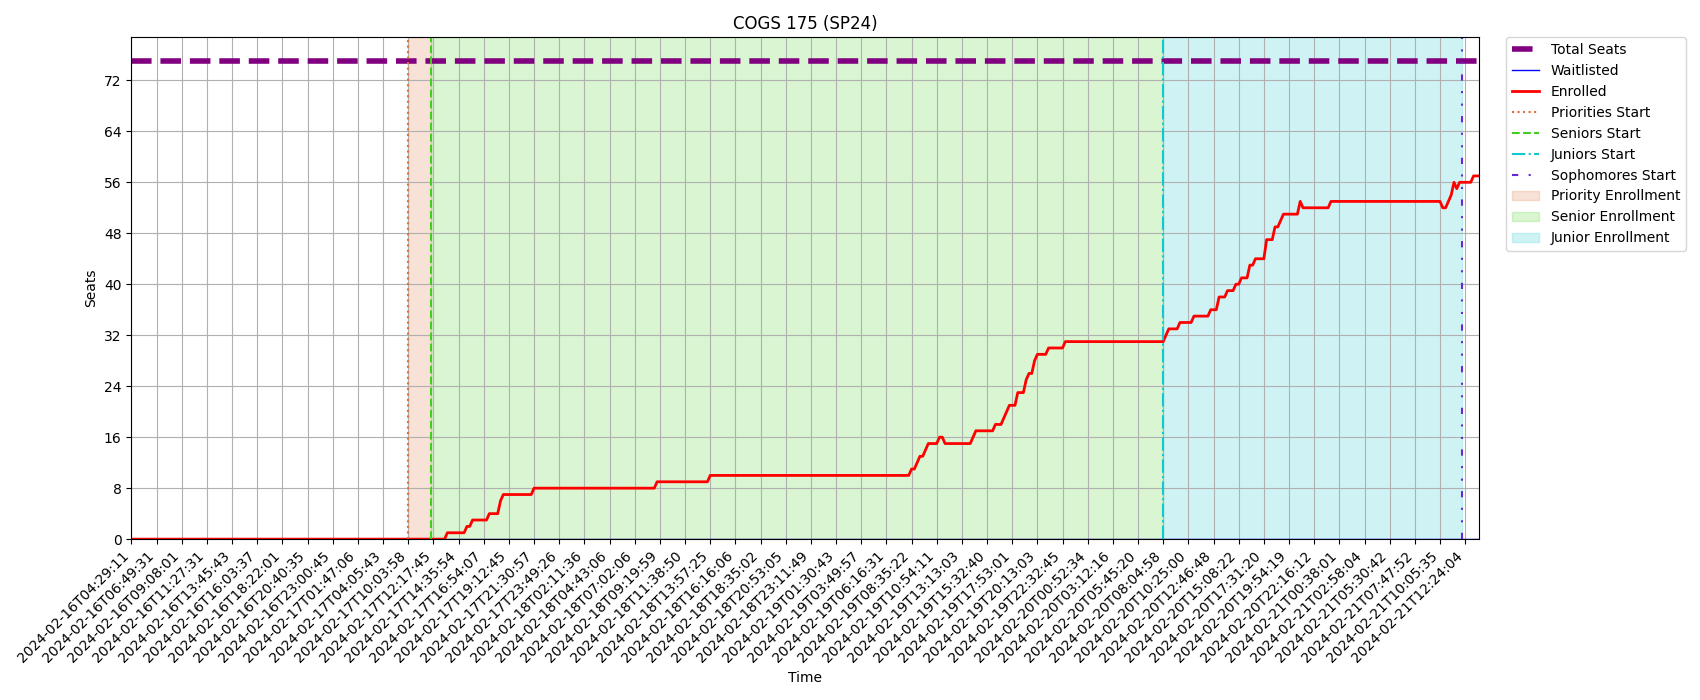 COGS 175 (SP24)
Total Seats
Waitlisted
Enrolled
Priorities Start
Seniors Start
Juniors Start
Sophomores Start
Priority Enrollment
Senior Enrollment
Junior Enrollment
Seats
72
64
56
48
40
32
24
16
8
0
2024-02-16T04:29:11
2024-02-16T06:49:31
2024-02-16T09:08:01
2024-02-16T11:27:31
2024-02-16T13:45:43
2024-02-16T16:03:37
2024-02-16T18:22:01
2024-02-16T20:40:35
2024-02-16T23:00:45
2024-02-17T01:47:06
2024-02-17T04:05:43
2024-02-17T10:03:58
2024-02-17T12:17:45
2024-02-17T14:35:54
2024-02-17T16:54:07
2024-02-17T19:12:45
2024-02-17T21:30:57
2024-02-17T23:49:26
2024-02-18T02:11:36
2024-02-18T04:43:06
2024-02-18T07:02:06
2024-02-18T09:19:59
2024-02-18T11:38:50
2024-02-18T13:57:25
2024-02-18T16:16:06
2024-02-18T18:35:02
2024-02-18T20:53:05
2024-02-18T23:11:49
2024-02-19T01:30:43
2024-02-19T03:49:57
2024-02-19T06:16:31
2024-02-19T08:35:22
2024-02-19T10:54:11
2024-02-19T13:13:03
2024-02-19T15:32:40
2024-02-19T17:53:01
2024-02-19T20:13:03
2024-02-19T22:32:45
2024-02-20T00:52:34
2024-02-20T03:12:16
2024-02-20T05:45:20
2024-02-20T08:04:58
2024-02-20T10:25:00
2024-02-20T12:46:48
2024-02-20T15:08:22
2024-02-20T17:31:20
2024-02-20T19:54:19
2024-02-20T22:16:12
2024-02-21T00:38:01
2024-02-21T02:58:04
2024-02-21T05:30:42
2024-02-21T07:47:52
2024-02-21T10:05:35
2024-02-21T12:24:04
Time